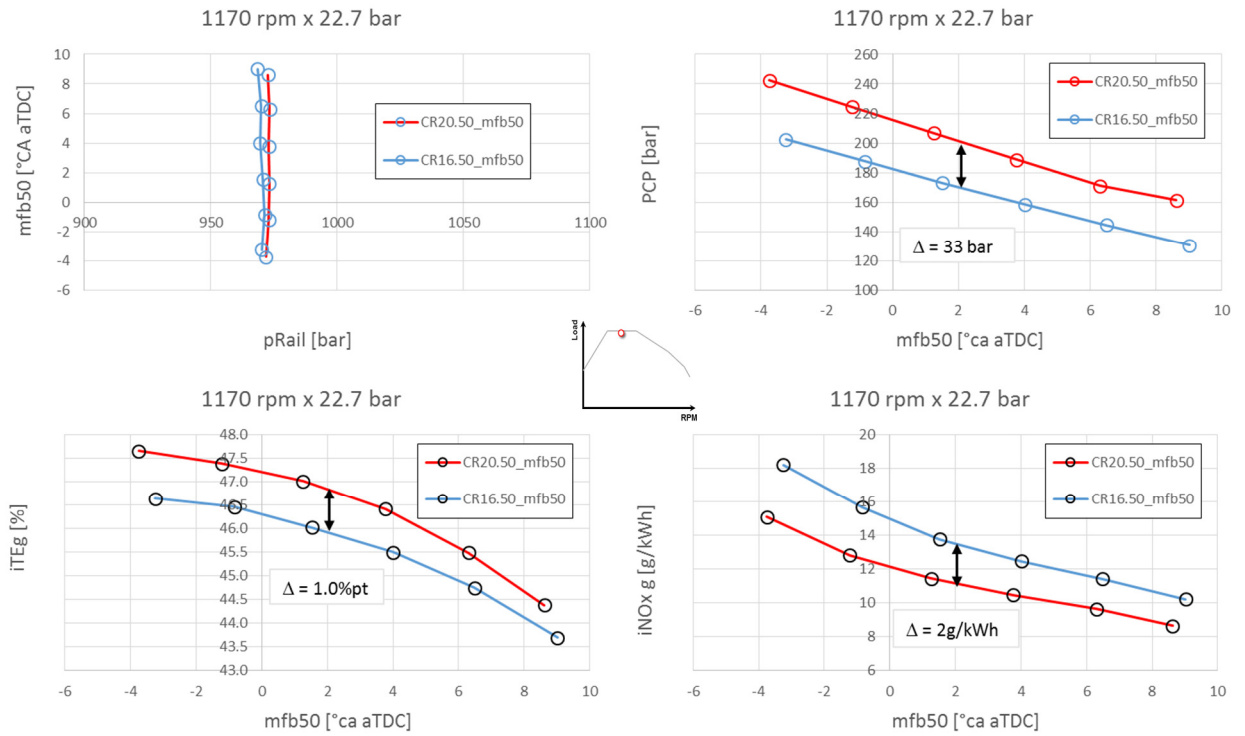 1170 rpm x 22.7 bar
10
8
6
4
2
0
-2
-4
-6
900
950
1000
1050
1100
mfb50 [°CA aTDC]
pRail [bar]
CR20.50_mfb50
CR16.50_mfb50
1170 rpm x 22.7 bar
260
240
220
200
180
160
140
120
100
-6
-4
-2
0
2
4
6
8
10
PCP [bar]
mfb50 [°ca aTDC]
CR20.50_mfb50
CR16.50_mfb50
Δ = 33 bar
Load
RPM
1170 rpm x 22.7 bar
48.0
47.5
47.0
46.5
46.0
45.5
45.0
44.5
44.0
43.5
43.0
-6
-4
-2
0
2
4
6
8
10
iTEg [%]
mfb50 [°ca aTDC]
CR20.50_mfb50
CR16.50_mfb50
Δ = 1.0%pt
1170 rpm x 22.7 bar
20
18
16
14
12
10
8
6
-6
-4
-2
0
2
4
6
8
10
iNOx g [g/kWh]
mfb50 [°ca aTDC]
CR20.50_mfb50
CR16.50_mfb50
Δ = 2g/kWh